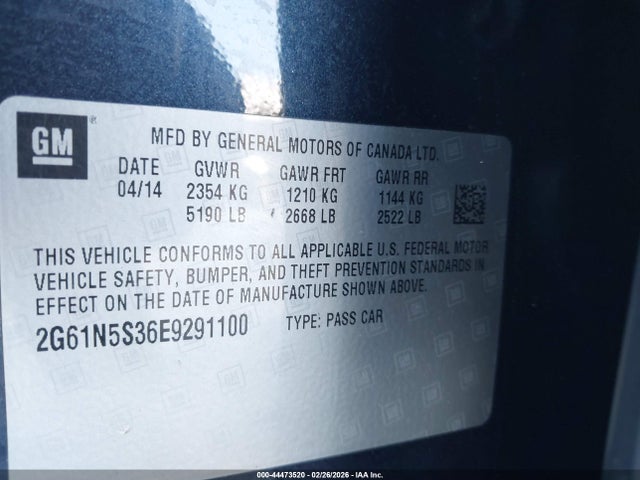 GM
MFD BY GENERAL MOTORS OF CANADA LTD.
DATE GVWR GAWR FRT GAWR RR
04/14 2354 KG 1210 KG 1144 KG
5190 LB 2668 LB 2522 LB
THIS VEHICLE CONFORMS TO ALL APPLICABLE U.S. FEDERAL MOTOR
VEHICLE SAFETY, BUMPER, AND THEFT PREVENTION STANDARDS IN
EFFECT ON THE DATE OF MANUFACTURE SHOWN ABOVE.
2G61N5S36E9291100 TYPE: PASS CAR
000-44473520 - 02/26/2026 - IAA Inc.